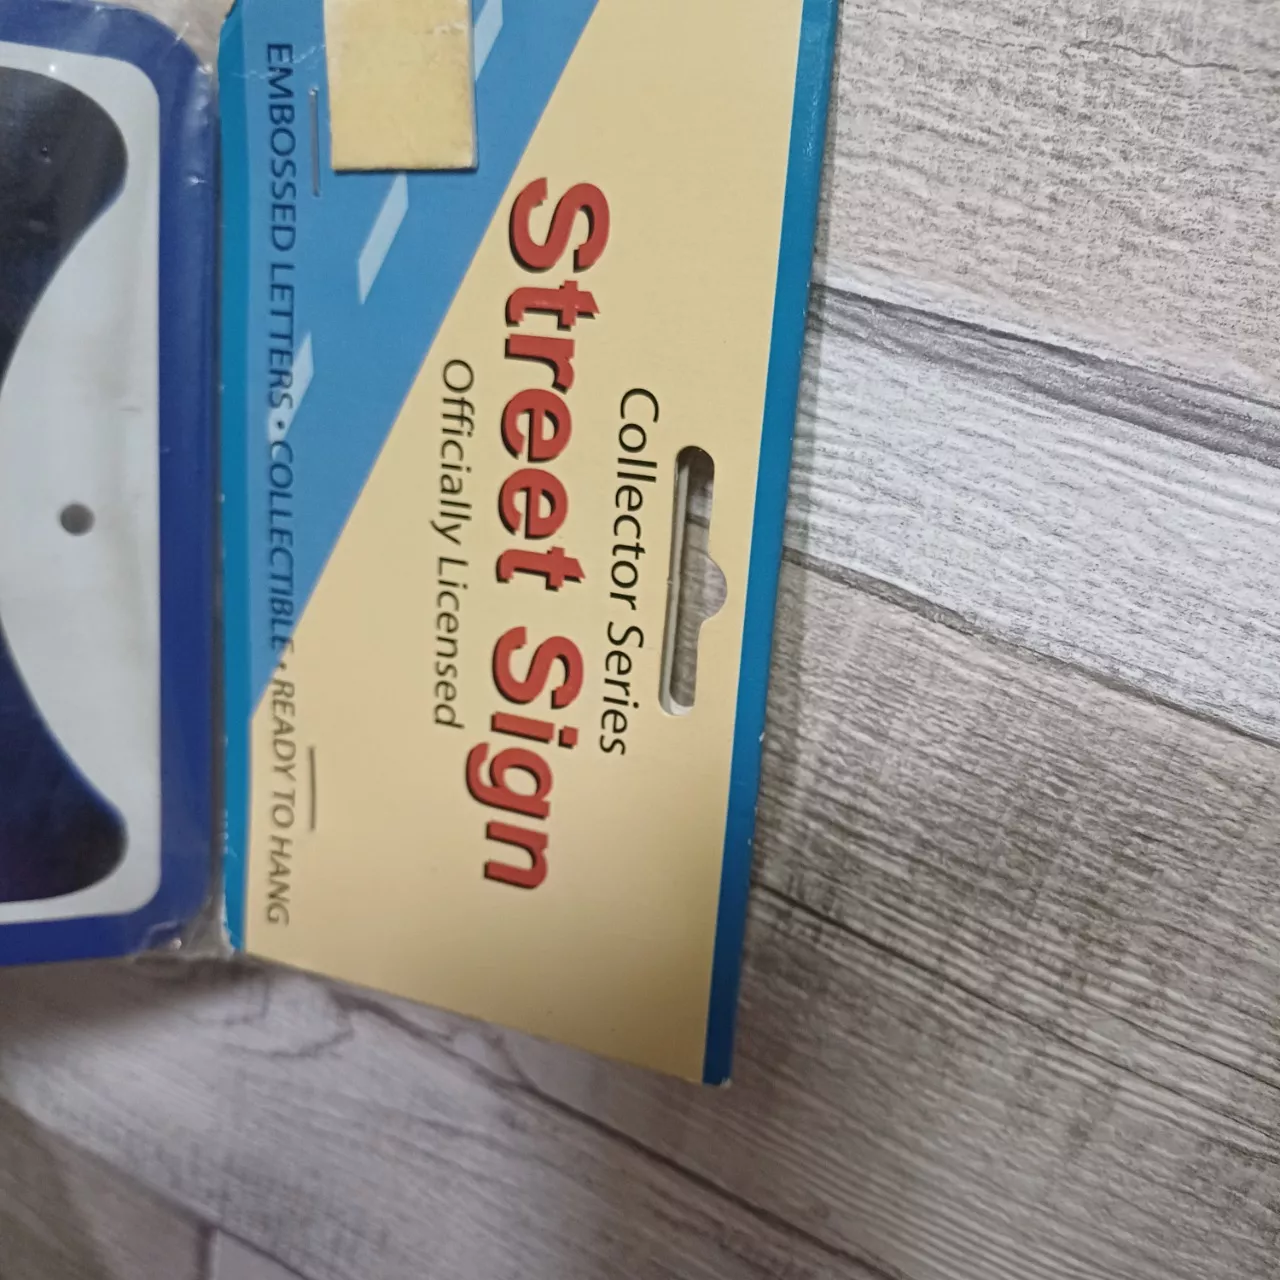 Collector Series
Street Sign
Officially Licensed
EMBOSSED LETTERS • COLLECTIBLE • READY TO HANG